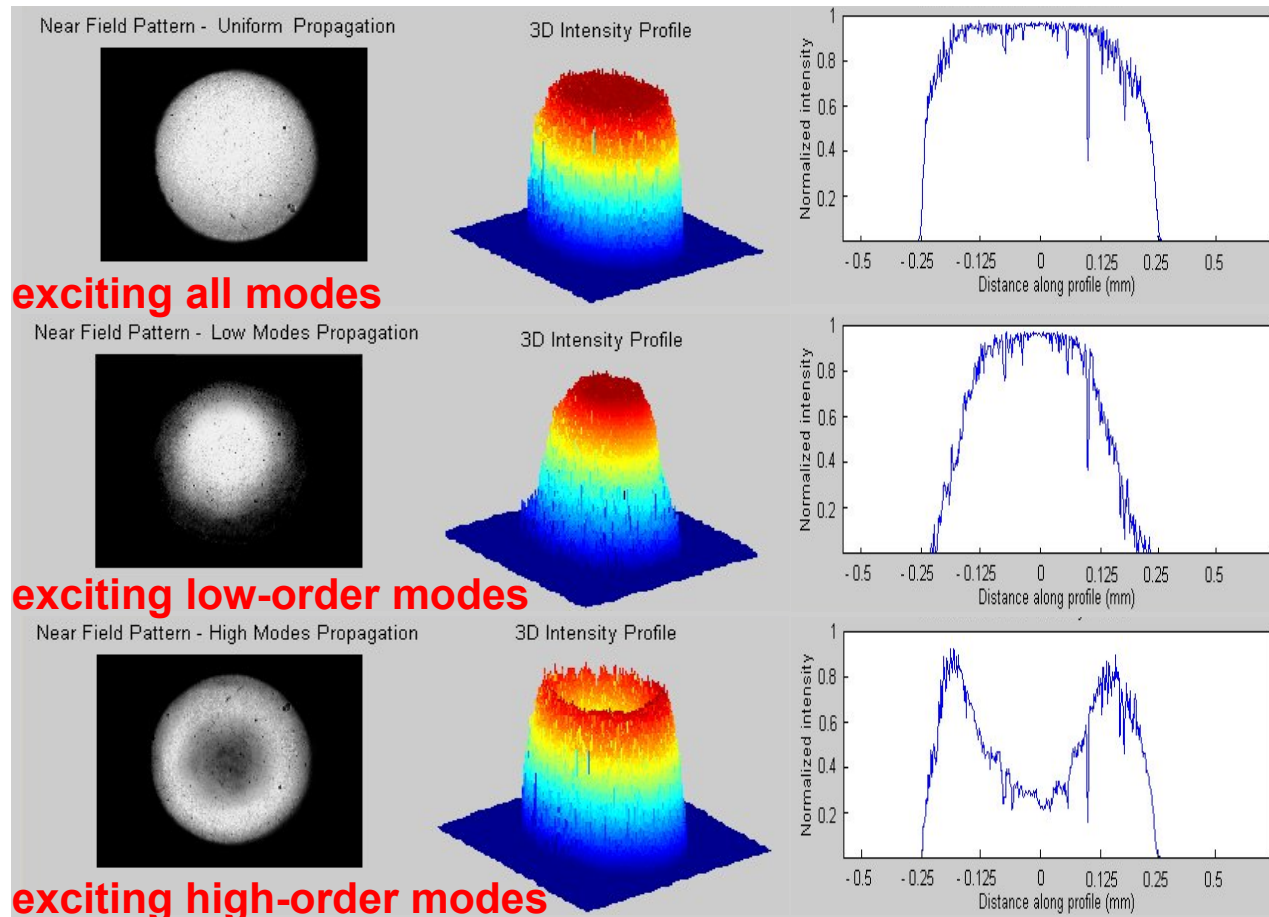 Near Field Pattern - Uniform Propagation
3D Intensity Profile
1
0.8
0.6
0.4
0.2
Normalized intensity
- 0.5 - 0.25 - 0.125 0 0.125 0.25 0.5
Distance along profile (mm)
exciting all modes
Near Field Pattern - Low Modes Propagation
3D Intensity Profile
1
0.8
0.6
0.4
0.2
Normalized intensity
- 0.5 - 0.25 - 0.125 0 0.125 0.25 0.5
Distance along profile (mm)
exciting low-order modes
Near Field Pattern - High Modes Propagation
3D Intensity Profile
1
0.8
0.6
0.4
0.2
Normalized intensity
- 0.5 - 0.25 - 0.125 0 0.125 0.25 0.5
Distance along profile (mm)
exciting high-order modes